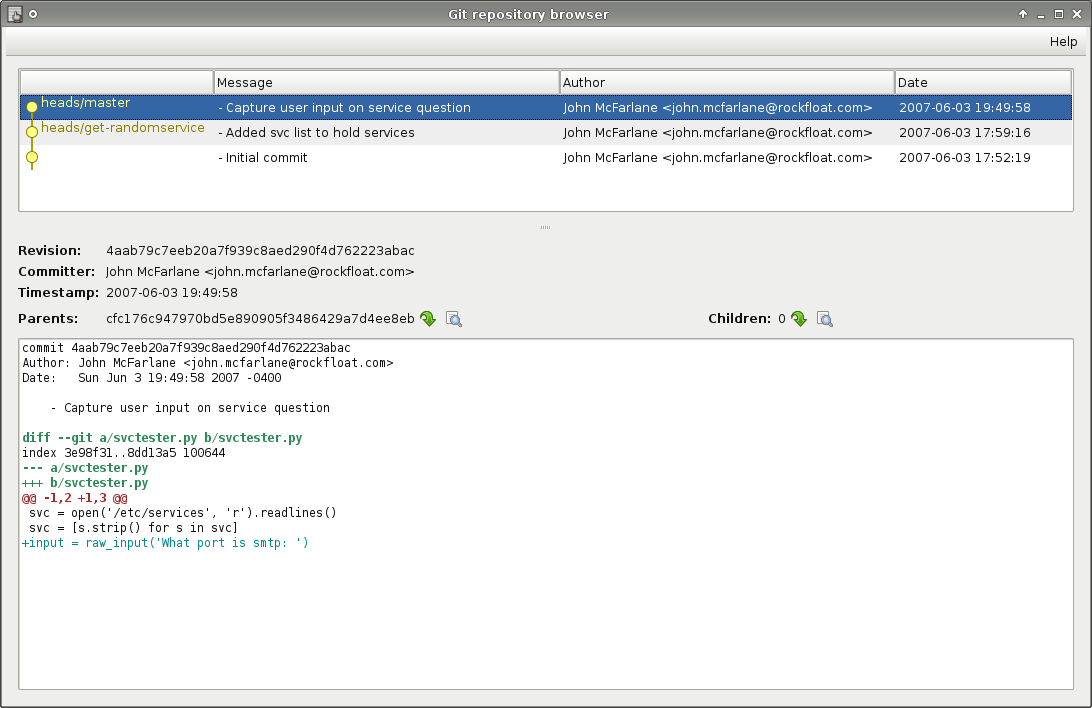 Git repository browser
Help
Message Author Date
heads/master - Capture user input on service question John McFarlane <john.mcfarlane@rockfloat.com> 2007-06-03 19:49:58
heads/get-randomservice - Added svc list to hold services John McFarlane <john.mcfarlane@rockfloat.com> 2007-06-03 17:59:16
- Initial commit John McFarlane <john.mcfarlane@rockfloat.com> 2007-06-03 17:52:19
Revision: 4aab79c7eeb20a7f939c8aed290f4d762223abac
Committer: John McFarlane <john.mcfarlane@rockfloat.com>
Timestamp: 2007-06-03 19:49:58
Parents: cfc176c947970bd5e890905f3486429a7d4ee8eb Children: 0
commit 4aab79c7eeb20a7f939c8aed290f4d762223abac
Author: John McFarlane <john.mcfarlane@rockfloat.com>
Date:   Sun Jun 3 19:49:58 2007 -0400
    - Capture user input on service question
diff --git a/svctester.py b/svctester.py
index 3e98f31..8dd13a5 100644
--- a/svctester.py
+++ b/svctester.py
@@ -1,2 +1,3 @@
 svc = open('/etc/services', 'r').readlines()
 svc = [s.strip() for s in svc]
+input = raw_input('What port is smtp: ')